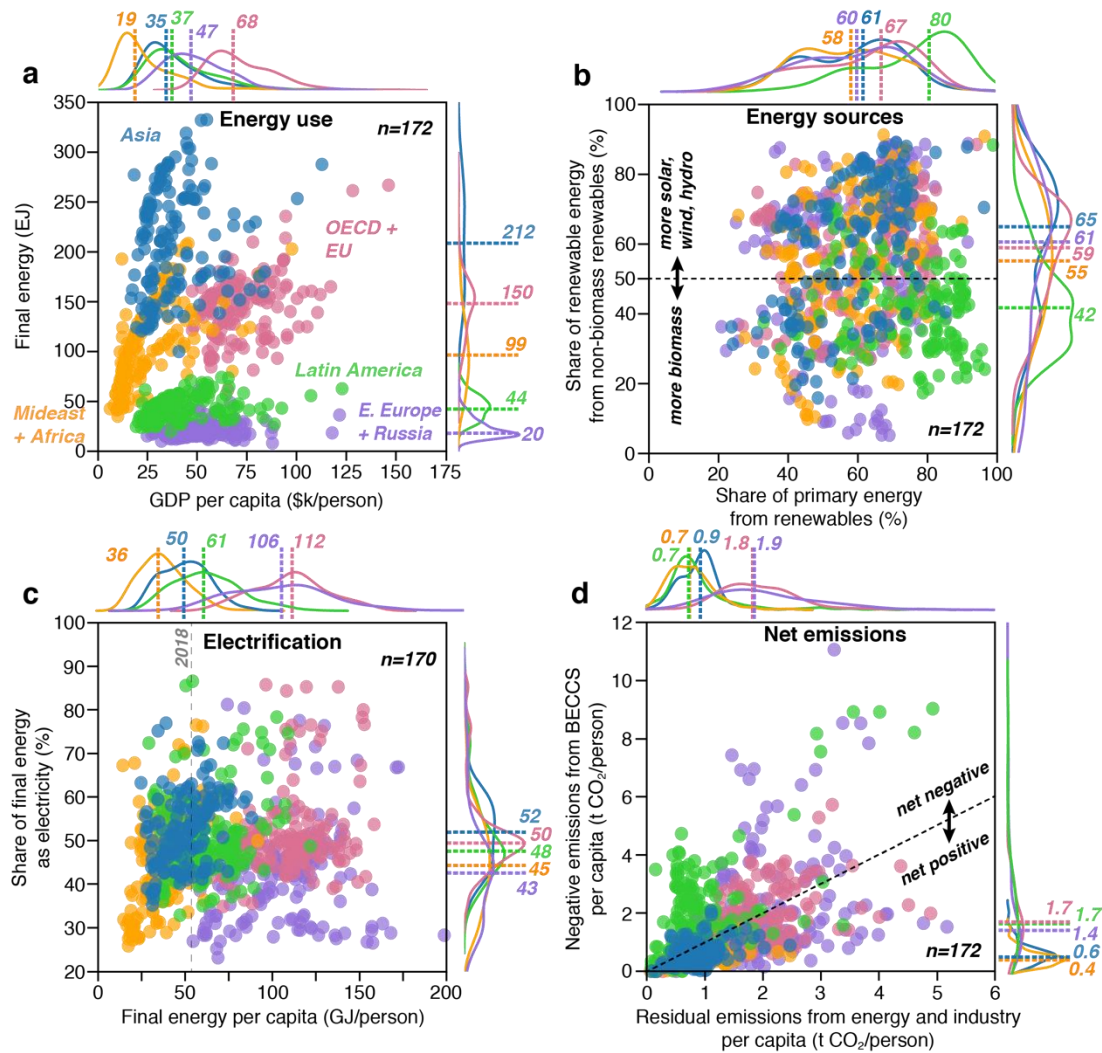 19 35 37 47 68
a
350
300
250
200
150
100
50
0
Final energy (EJ)
Energy use
n=172
Asia
OECD +
EU
Latin America
Mideast
+ Africa
E. Europe
+ Russia
0 25 50 75 100 125 150 175
GDP per capita ($k/person)
212
150
99
44
20
58 60 61 67 80
b
100
80
60
40
20
0
Share of renewable energy
from non-biomass renewables (%)
Energy sources
more solar,
wind, hydro
more biomass
n=172
0 20 40 60 80 100
Share of primary energy
from renewables (%)
65
61
59
55
42
36 50 61 106 112
c
100
90
80
70
60
50
40
30
20
Share of final energy
as electricity (%)
2018
Electrification
n=170
0 50 100 150 200
Final energy per capita (GJ/person)
52
50
48
45
43
0.7
0.7 0.9 1.8 1.9
d
12
10
8
6
4
2
0
Negative emissions from BECCS
per capita (t CO₂/person)
Net emissions
net negative
net positive
n=172
0 1 2 3 4 5 6
Residual emissions from energy and industry
per capita (t CO₂/person)
1.7 1.7
1.4
0.6
0.4